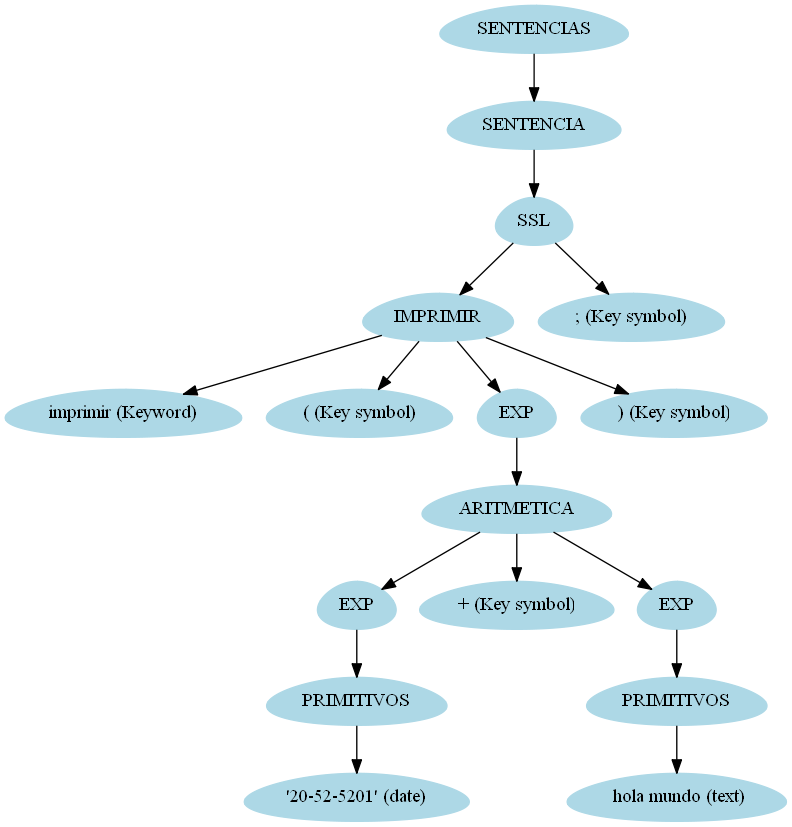 SENTENCIAS
SENTENCIA
SSL
IMPRIMIR
; (Key symbol)
imprimir (Keyword)
( (Key symbol)
EXP
) (Key symbol)
ARITMETICA
EXP
+ (Key symbol)
EXP
PRIMITIVOS
PRIMITIVOS
'20-52-5201' (date)
hola mundo (text)